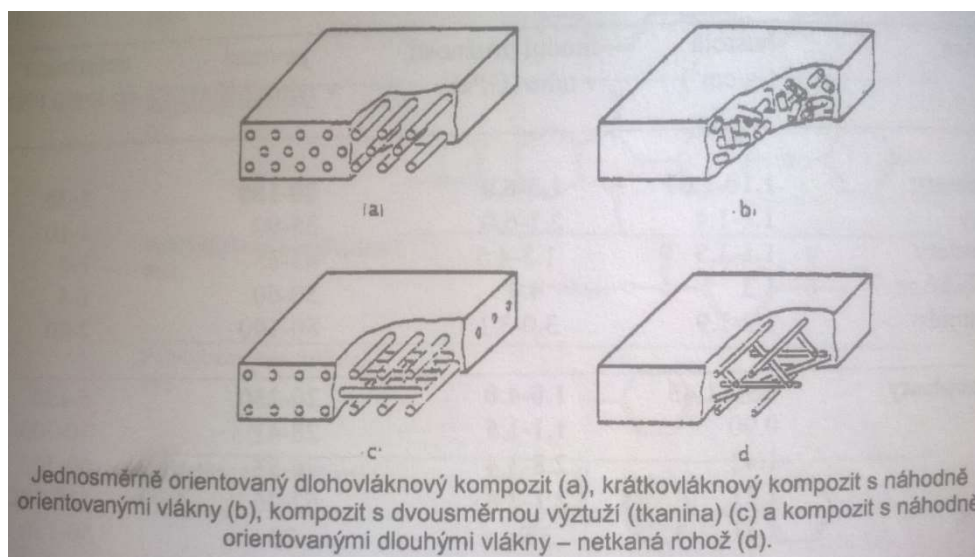 (a)
b)
c
d
Jednosměrně orientovaný dlohovláknový kompozit (a), krátkovláknový kompozit s náhodně
orientovanými vlákny (b), kompozit s dvousměrnou výztuží (tkanina) (c) a kompozit s náhodně
orientovanými dlouhými vlákny – netkaná rohož (d).